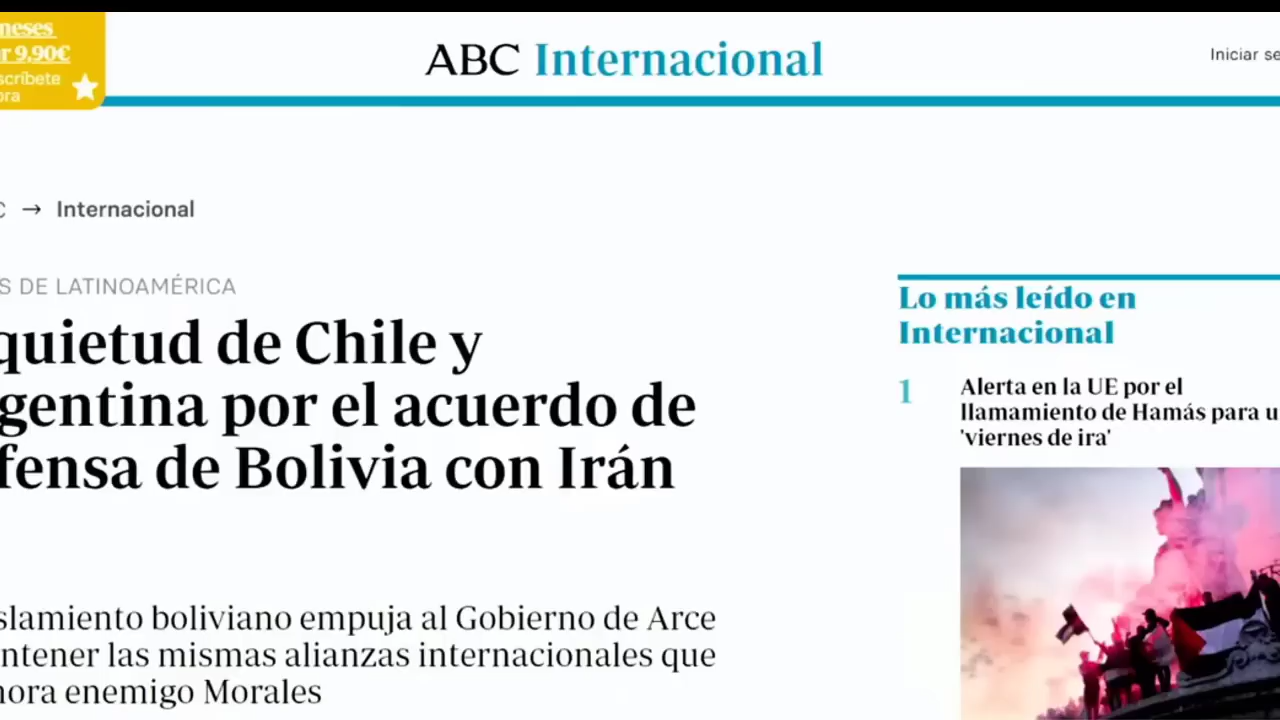 neses
r 9,90€
scríbete
ora
ABC Internacional
Iniciar se
C → Internacional
S DE LATINOAMÉRICA
quietud de Chile y
gentina por el acuerdo de
fensa de Bolivia con Irán
slamiento boliviano empuja al Gobierno de Arce
ntener las mismas alianzas internacionales que
hora enemigo Morales
Lo más leído en
Internacional
1
Alerta en la UE por el
llamamiento de Hamás para u
'viernes de ira'